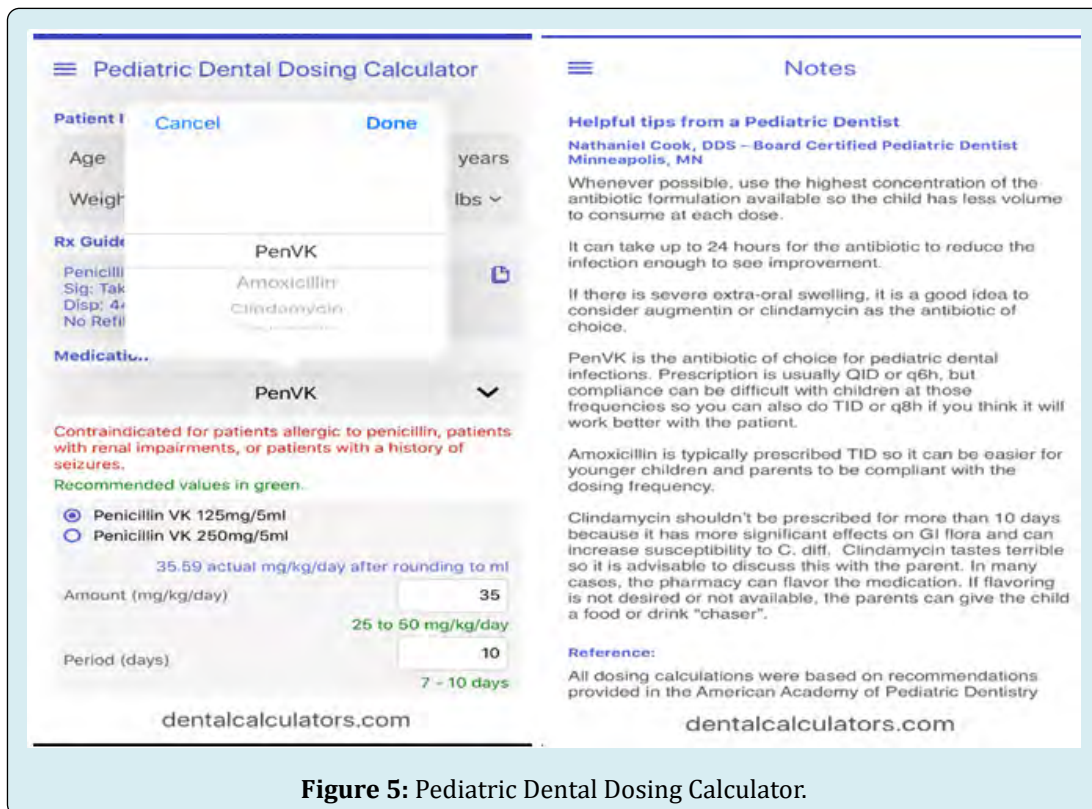 Pediatric Dental Dosing Calculator
Patient I
Cancel
Done
Age
years
Weigh
lbs
Rx Guide
PenVK
Penicilli
Amoxicillin
Sig: Tak
Clindamycin
Disp: 44
No Refil
Medication
PenVK
Contraindicated for patients allergic to penicillin, patients
with renal impairments, or patients with a history of
seizures.
Recommended values in green.
Penicillin VK 125mg/5ml
Penicillin VK 250mg/5ml
35.59 actual mg/kg/day after rounding to ml
Amount (mg/kg/day)
35
25 to 50 mg/kg/day
Period (days)
10
7 - 10 days
dentalcalculators.com
Notes
Helpful tips from a Pediatric Dentist
Nathaniel Cook, DDS – Board Certified Pediatric Dentist
Minneapolis, MN
Whenever possible, use the highest concentration of the
antibiotic formulation available so the child has less volume
to consume at each dose.
It can take up to 24 hours for the antibiotic to reduce the
infection enough to see improvement.
If there is severe extra-oral swelling, it is a good idea to
consider augmentin or clindamycin as the antibiotic of
choice.
PenVK is the antibiotic of choice for pediatric dental
infections. Prescription is usually QID or q6h, but
compliance can be difficult with children at those
frequencies so you can also do TID or q8h if you think it will
work better with the patient.
Amoxicillin is typically prescribed TID so it can be easier for
younger children and parents to be compliant with the
dosing frequency.
Clindamycin shouldn't be prescribed for more than 10 days
because it has more significant effects on GI flora and can
increase susceptibility to C. diff. Clindamycin tastes terrible
so it is advisable to discuss this with the parent. In many
cases, the pharmacy can flavor the medication. If flavoring
is not desired or not available, the parents can give the child
a food or drink "chaser".
Reference:
All dosing calculations were based on recommendations
provided in the American Academy of Pediatric Dentistry
dentalcalculators.com
Figure 5: Pediatric Dental Dosing Calculator.